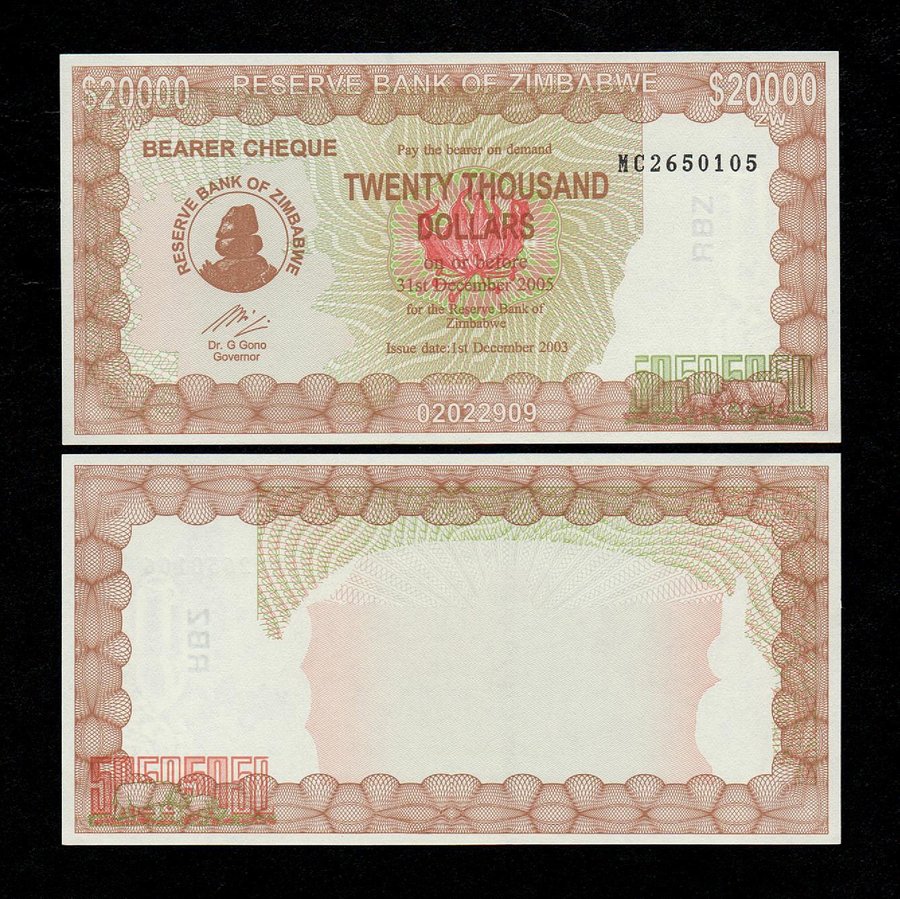 $20000
RESERVE BANK OF ZIMBABWE
$20000
ZW
ZW
BEARER CHEQUE
Pay the bearer on demand
MC2650105
TWENTY THOUSAND
DOLLARS
RESERVE BANK OF ZIMBABWE
on or before
31st December 2005
for the Reserve Bank of
Zimbabwe
Dr. G Gono
Governor
Issue date:1st December 2003
RBZ
50505050
02022909
RBZ
50505050